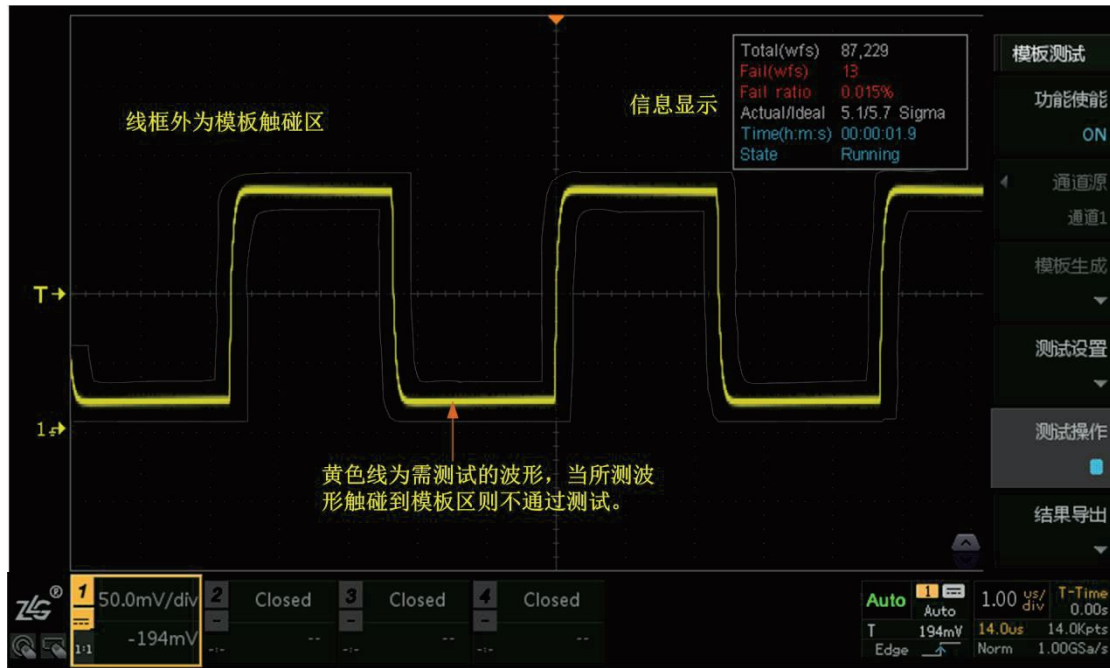 Total(wfs) 87,229
Fail(wfs) 13
Fail ratio 0.015%
Actual/Ideal 5.1/5.7 Sigma
Time(h:m:s) 00:00:01.9
State Running
信息显示
线框外为模板触碰区
黄色线为需测试的波形，当所测波
形触碰到模板区则不通过测试。
T
1
模板测试
功能使能
ON
通道源
通道1
模板生成
测试设置
测试操作
结果导出
ZLG®
1 50.0mV/div
1:1 -194mV
2 Closed
-:- --
3 Closed
-:- --
4 Closed
-:- --
Auto 1 Auto
T 194mV
Edge
1.00 us/div T-Time 0.00s
14.0us 14.0Kpts
Norm 1.00GSa/s